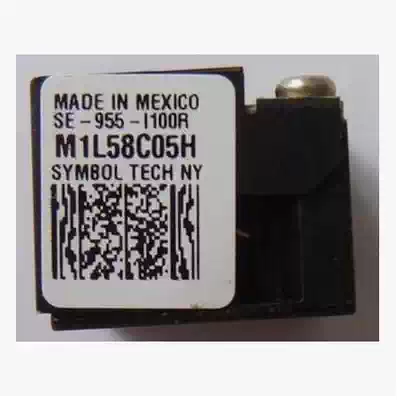 MADE IN MEXICO
SE-955-I100R
M1L58C05H
SYMBOL TECH NY